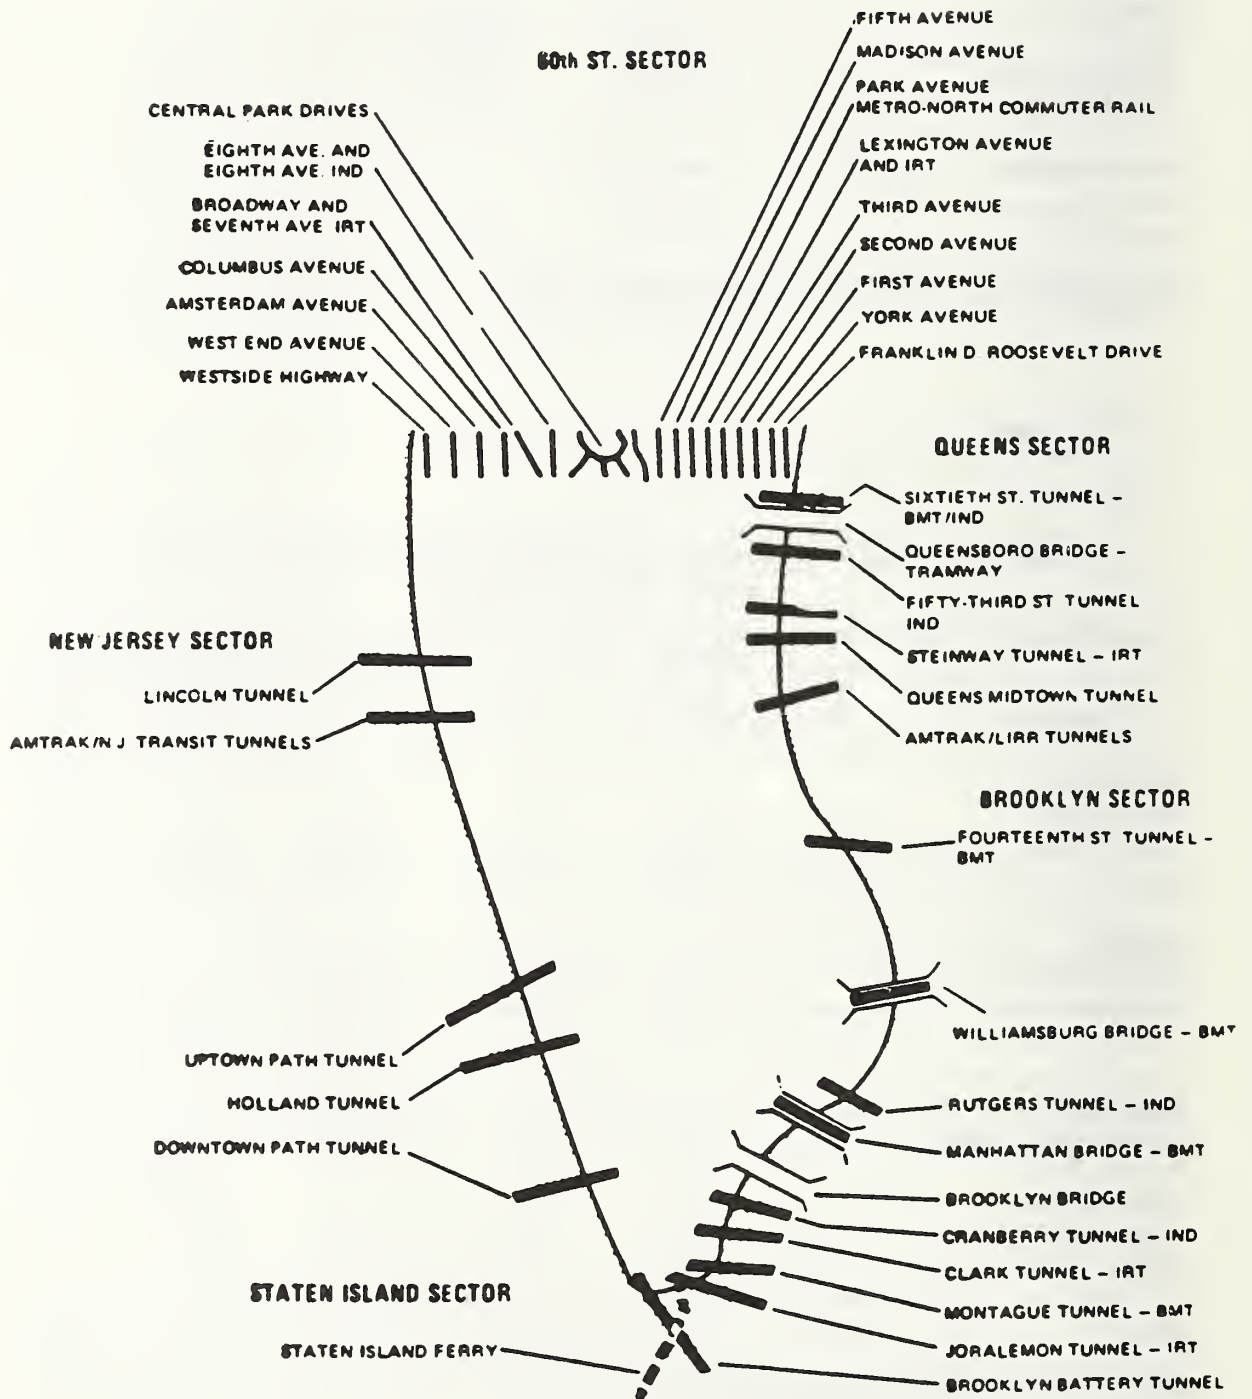 60th ST. SECTOR
CENTRAL PARK DRIVES
EIGHTH AVE. AND
EIGHTH AVE. IND
BROADWAY AND
SEVENTH AVE IRT
COLUMBUS AVENUE
AMSTERDAM AVENUE
WEST END AVENUE
WESTSIDE HIGHWAY
FIFTH AVENUE
MADISON AVENUE
PARK AVENUE
METRO-NORTH COMMUTER RAIL
LEXINGTON AVENUE
AND IRT
THIRD AVENUE
SECOND AVENUE
FIRST AVENUE
YORK AVENUE
FRANKLIN D. ROOSEVELT DRIVE
QUEENS SECTOR
SIXTIETH ST. TUNNEL –
BMT/IND
QUEENSBORO BRIDGE –
TRAMWAY
FIFTY-THIRD ST TUNNEL
IND
STEINWAY TUNNEL – IRT
QUEENS MIDTOWN TUNNEL
AMTRAK/LIRR TUNNELS
NEW JERSEY SECTOR
LINCOLN TUNNEL
AMTRAK/N J TRANSIT TUNNELS
UPTOWN PATH TUNNEL
HOLLAND TUNNEL
DOWNTOWN PATH TUNNEL
BROOKLYN SECTOR
FOURTEENTH ST TUNNEL –
BMT
WILLIAMSBURG BRIDGE – BMT
RUTGERS TUNNEL – IND
MANHATTAN BRIDGE – BMT
BROOKLYN BRIDGE
CRANBERRY TUNNEL – IND
CLARK TUNNEL – IRT
MONTAGUE TUNNEL – BMT
JORALEMON TUNNEL – IRT
BROOKLYN BATTERY TUNNEL
STATEN ISLAND SECTOR
STATEN ISLAND FERRY